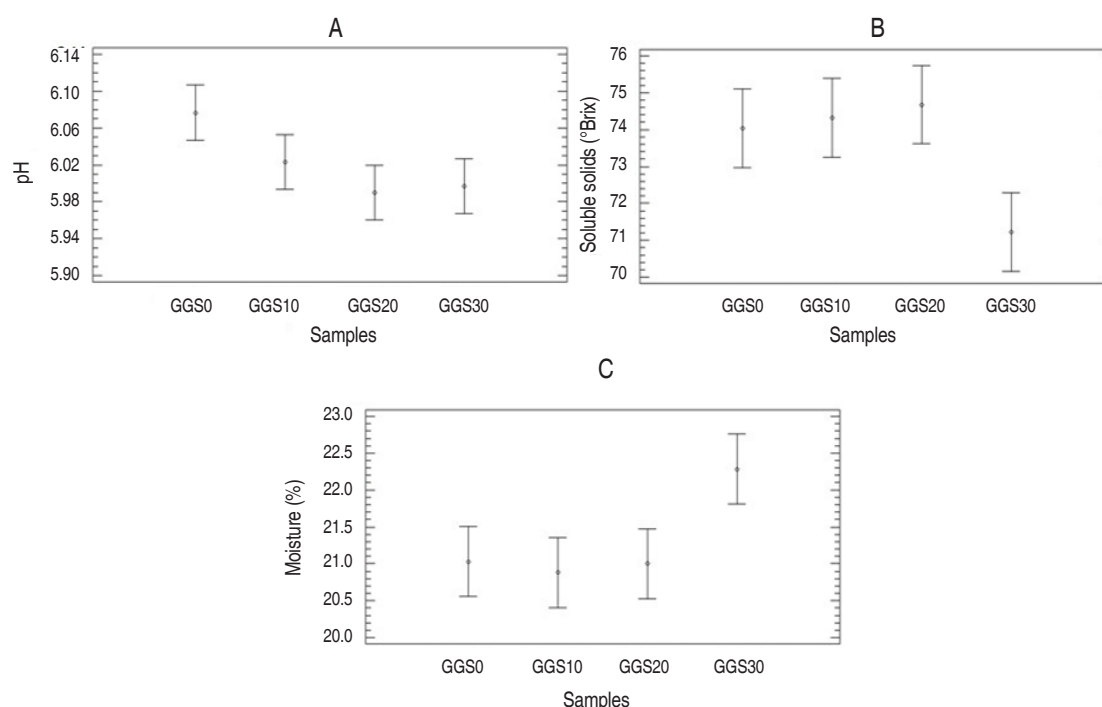 A
pH
6.14
6.10
6.06
6.02
5.98
5.94
5.90
GGS0 GGS10 GGS20 GGS30
Samples
B
Soluble solids (°Brix)
76
75
74
73
72
71
70
GGS0 GGS10 GGS20 GGS30
Samples
C
Moisture (%)
23.0
22.5
22.0
21.5
21.0
20.5
20.0
GGS0 GGS10 GGS20 GGS30
Samples